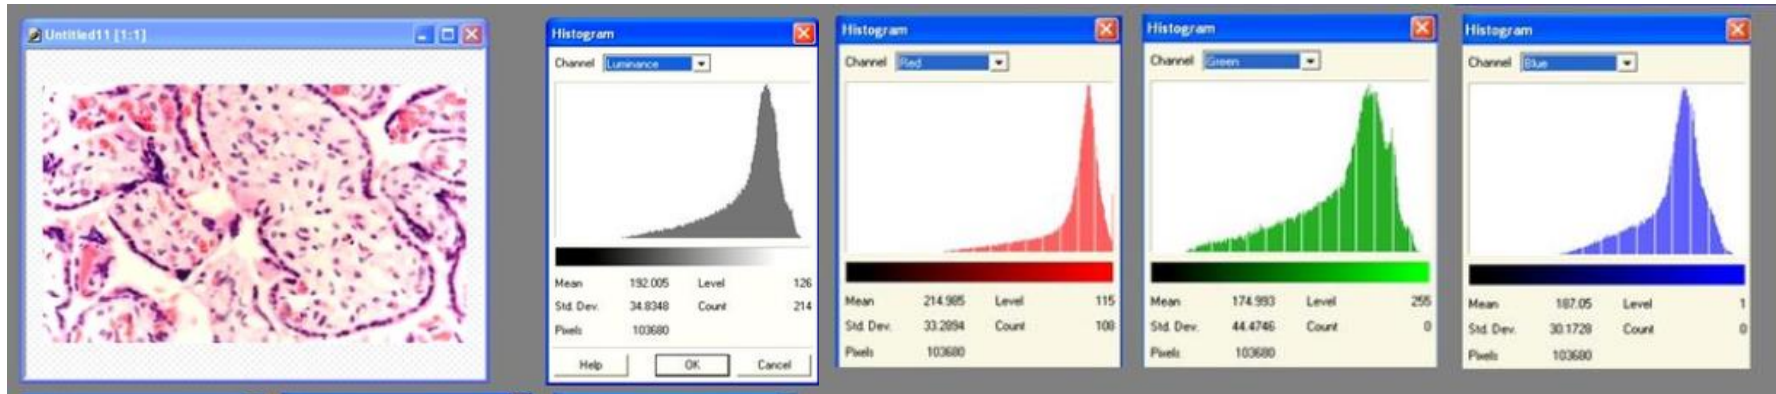 Untitled11 [1:1]
Histogram
Channel Luminance
Mean 192.005 Level 126
Std. Dev. 34.8348 Count 214
Pixels 103680
Help OK Cancel
Histogram
Channel Red
Mean 214.985 Level 115
Std. Dev. 33.2894 Count 108
Pixels 103680
Histogram
Channel Green
Mean 174.993 Level 255
Std. Dev. 44.4746 Count 0
Pixels 103680
Histogram
Channel Blue
Mean 187.05 Level 1
Std. Dev. 30.1728 Count 0
Pixels 103680